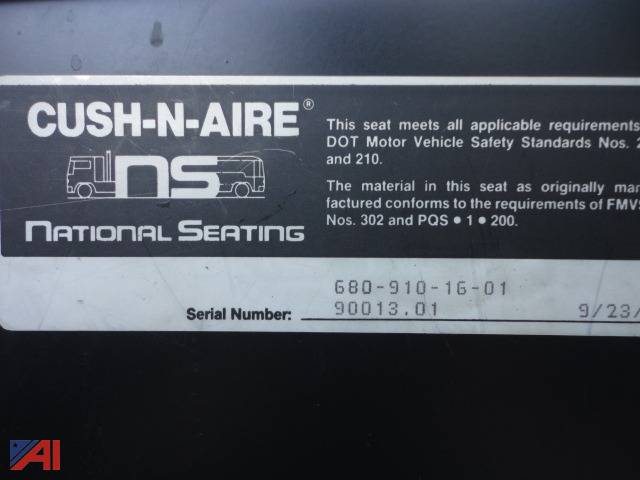 CUSH-N-AIRE®
ns
NATIONAL SEATING
This seat meets all applicable requirements
DOT Motor Vehicle Safety Standards Nos.
and 210.
The material in this seat as originally
factured conforms to the requirements of
Nos. 302 and PQS • 1 • 200.
680-910-16-01
Serial Number: 90013.01 9/23/
AI